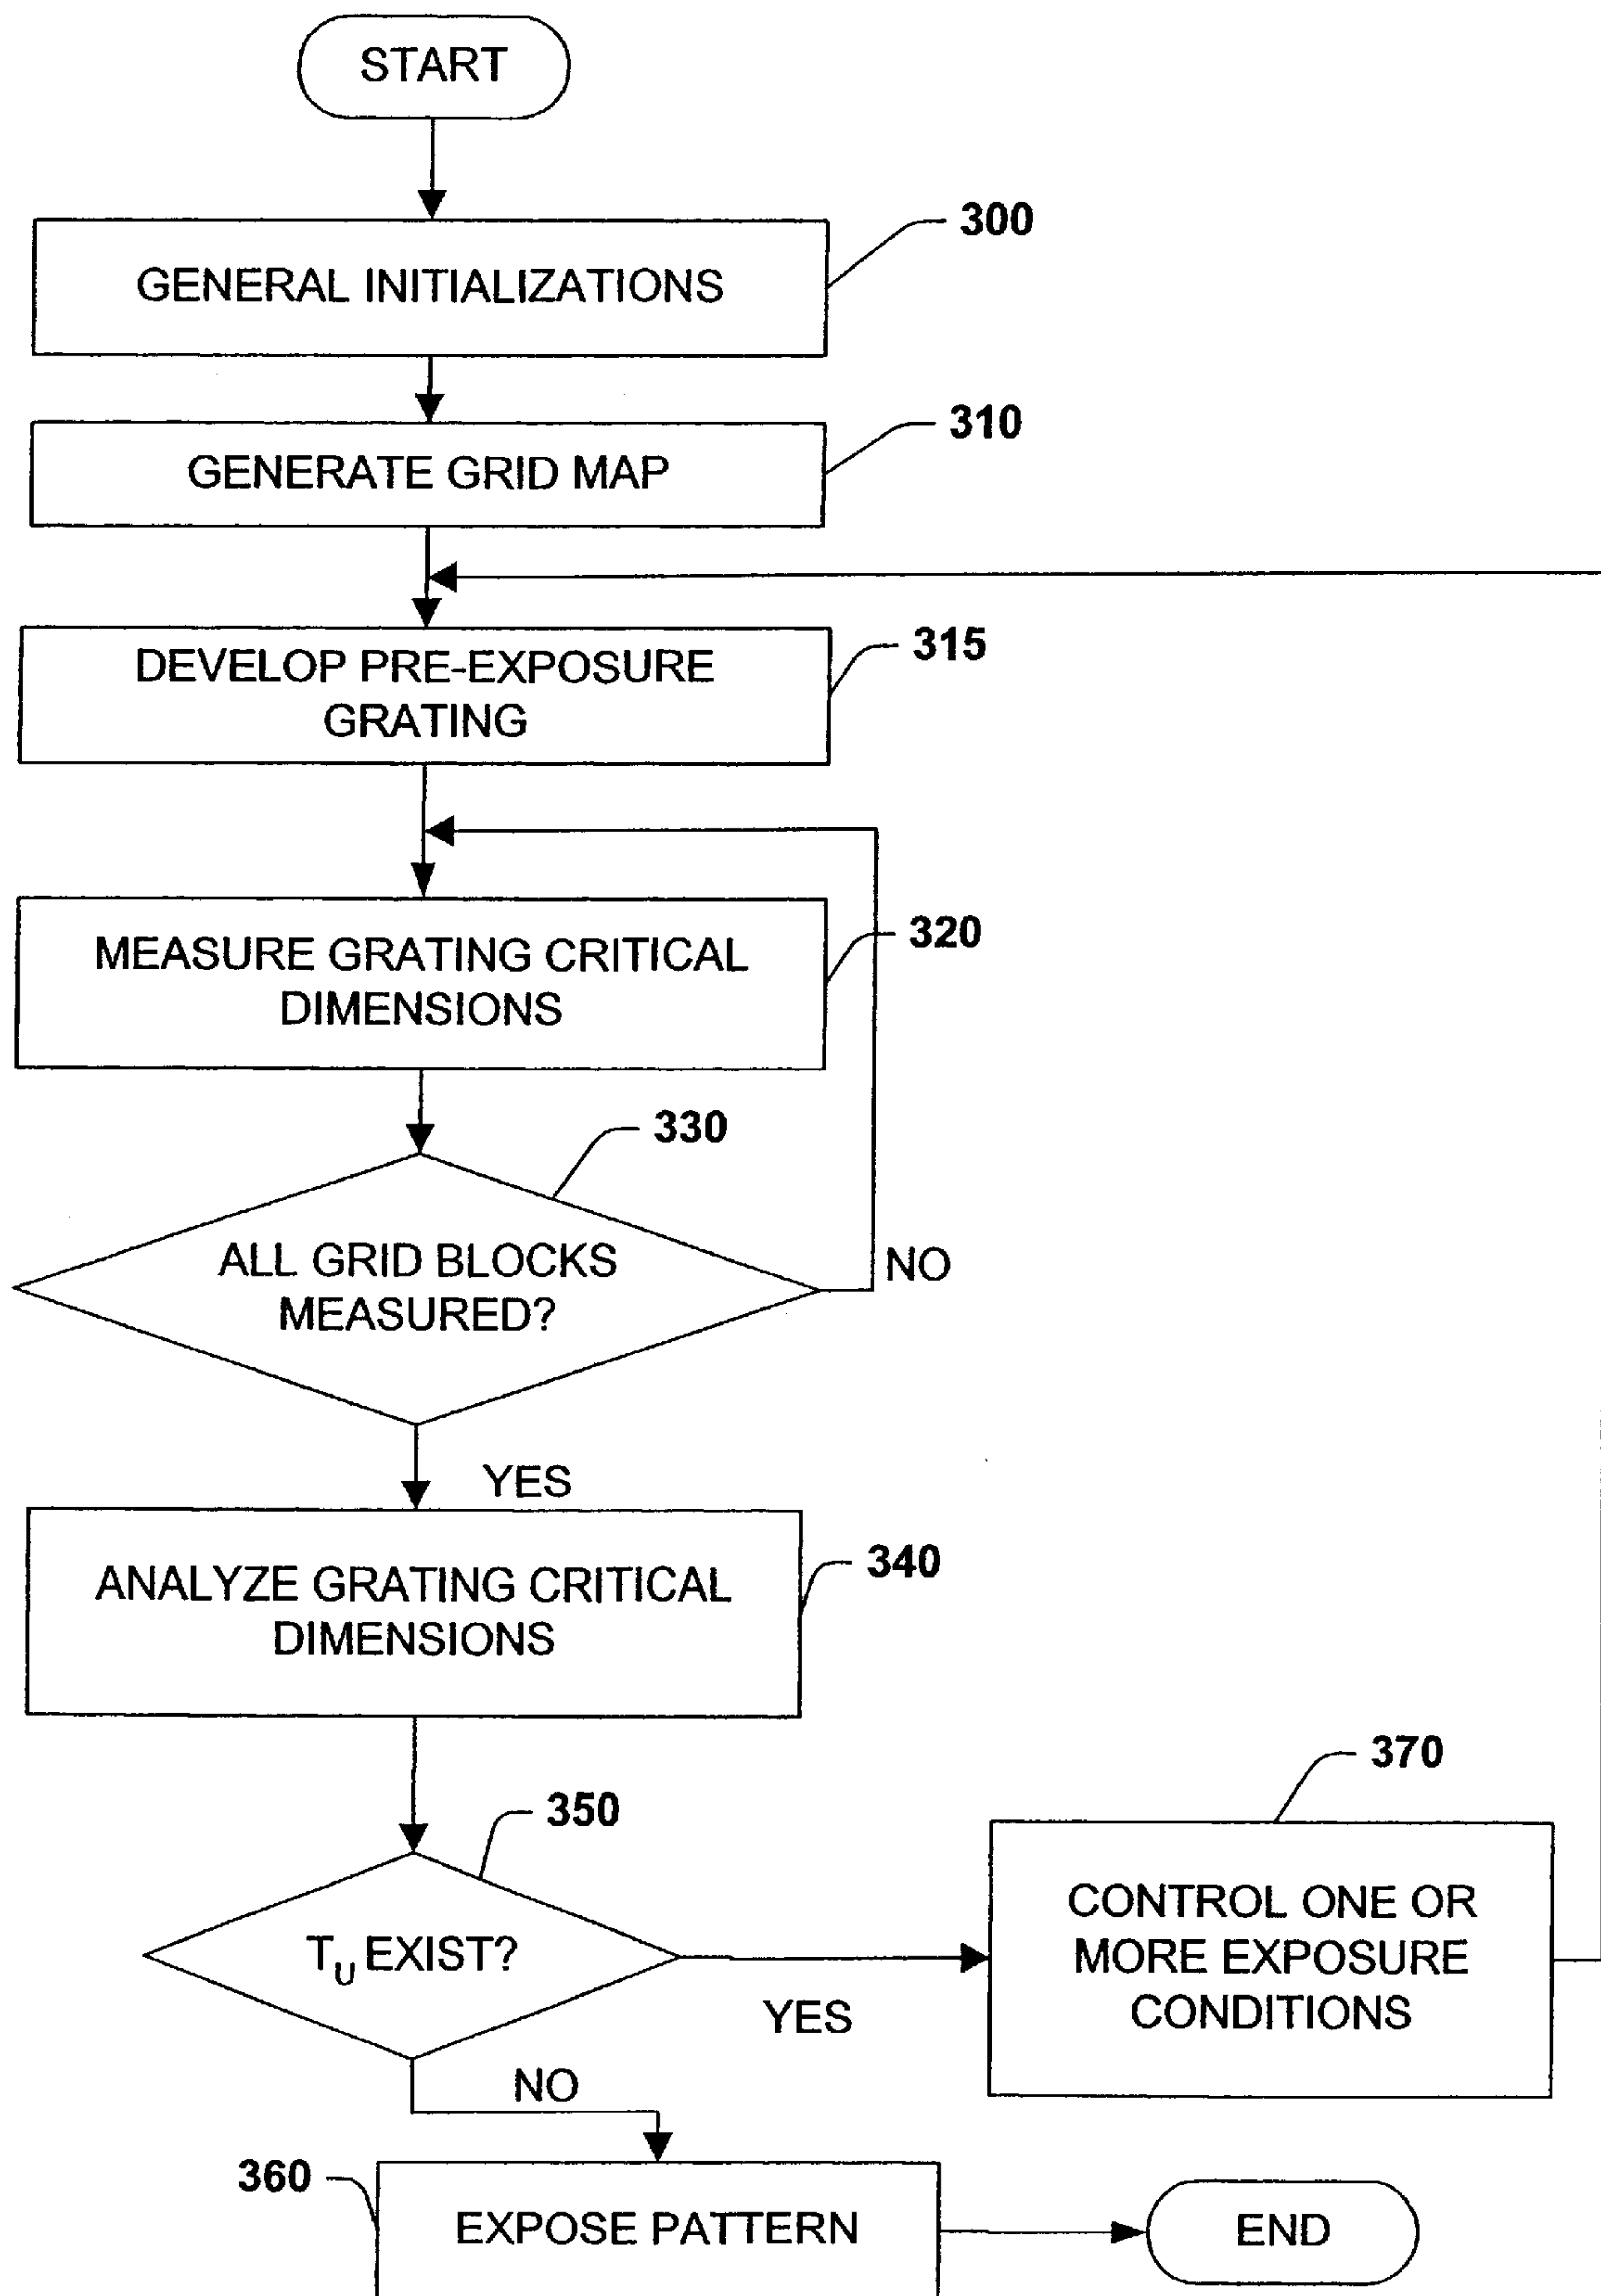 START
300
GENERAL INITIALIZATIONS
310
GENERATE GRID MAP
315
DEVELOP PRE-EXPOSURE
GRATING
320
MEASURE GRATING CRITICAL
DIMENSIONS
330
ALL GRID BLOCKS
MEASURED?
NO
YES
340
ANALYZE GRATING CRITICAL
DIMENSIONS
350
T_U EXIST?
YES
370
CONTROL ONE OR
MORE EXPOSURE
CONDITIONS
NO
360
EXPOSE PATTERN
END